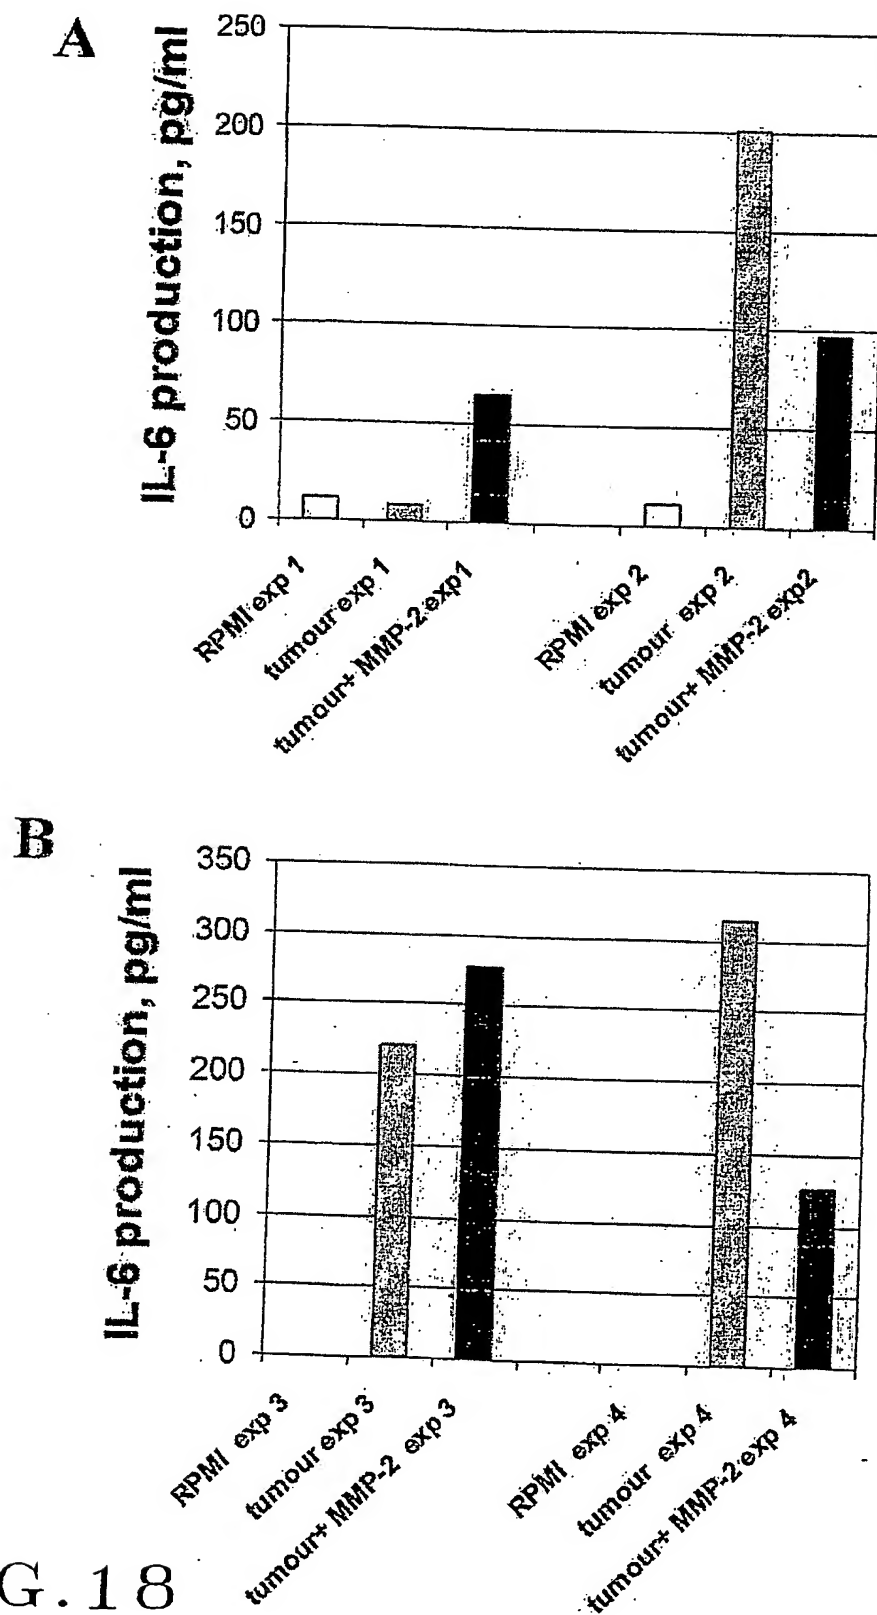 A
IL-6 production, pg/ml
250
200
150
100
50
0
RPMI exp 1
tumour exp 1
tumour+ MMP-2 exp1
RPMI exp 2
tumour exp 2
tumour+ MMP-2 exp2
B
IL-6 production, pg/ml
350
300
250
200
150
100
50
0
RPMI exp 3
tumour exp 3
tumour+ MMP-2 exp 3
RPMI exp 4
tumour exp 4
tumour+ MMP-2 exp 4
G.18